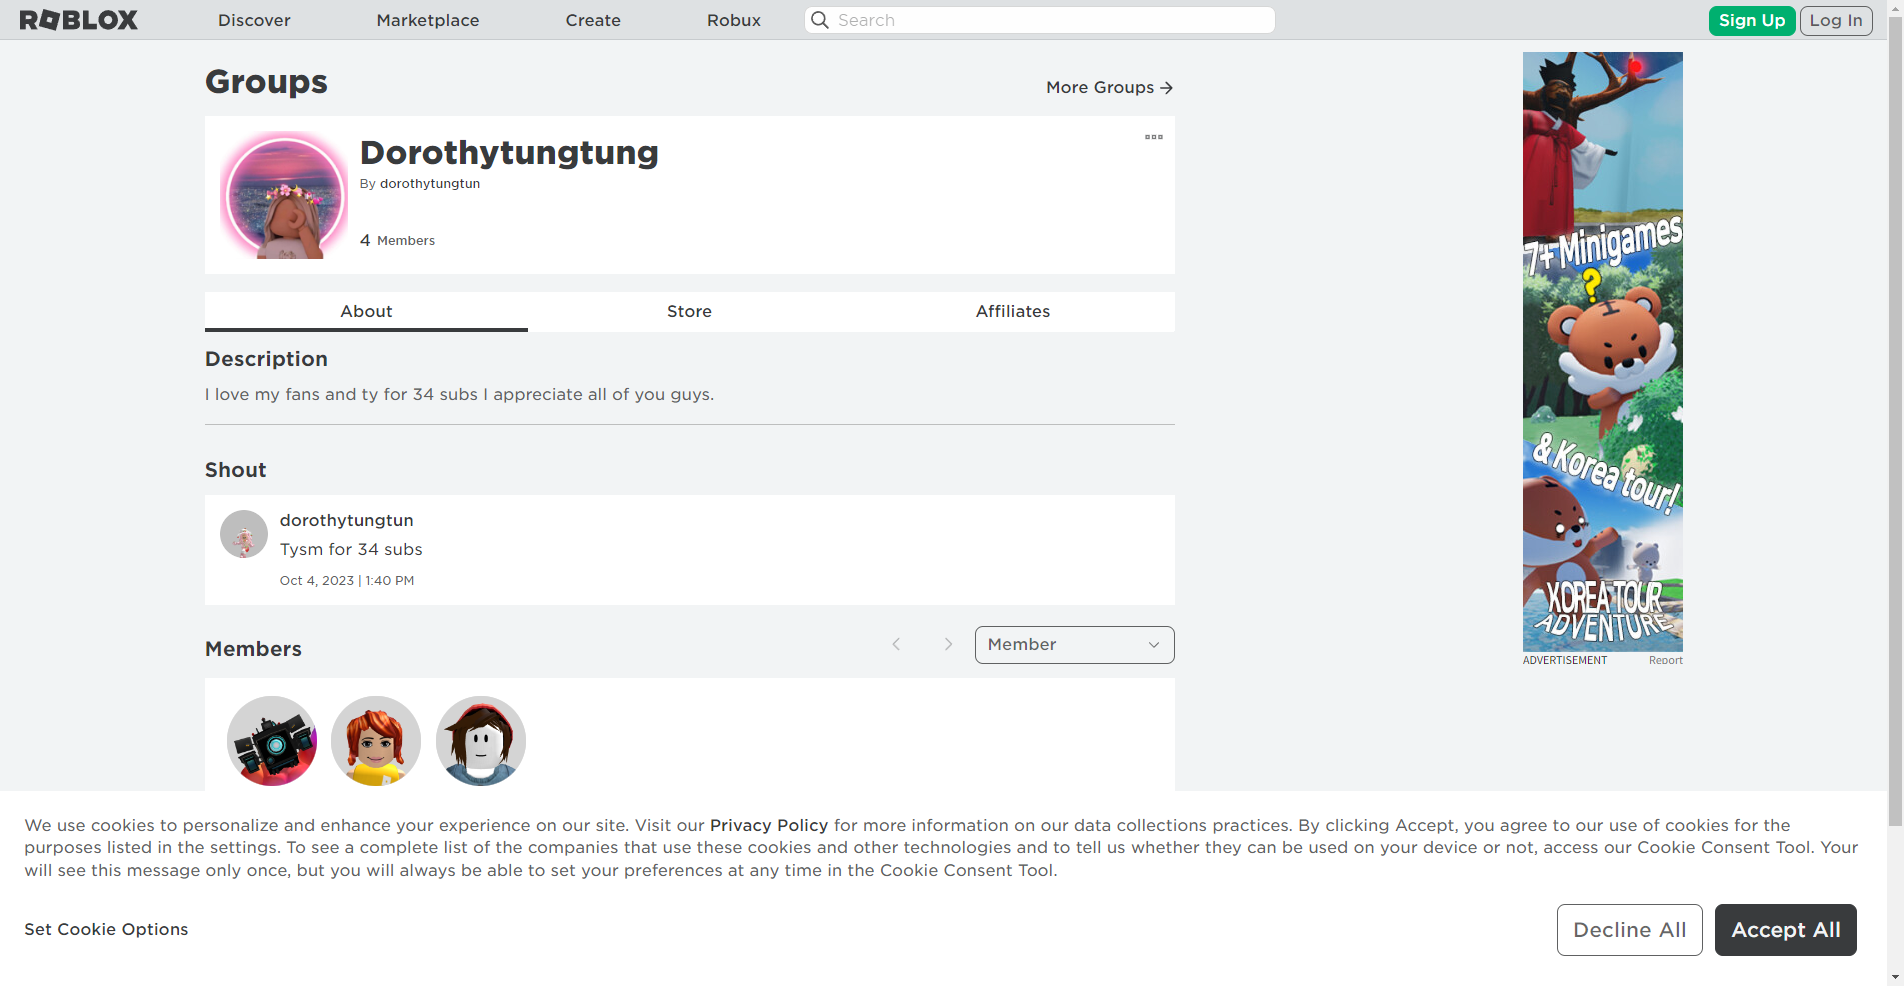 ROBLOX
Discover
Marketplace
Create
Robux
Search
Sign Up
Log In
Groups
More Groups
Dorothytungtung
By dorothytungtun
4 Members
About
Store
Affiliates
Description
I love my fans and ty for 34 subs I appreciate all of you guys.
Shout
dorothytungtun
Tysm for 34 subs
Oct 4, 2023 | 1:40 PM
Members
Member
7+ Minigames
?
& Korea tour!
KOREA TOUR
ADVENTURE
ADVERTISEMENT
Report
We use cookies to personalize and enhance your experience on our site. Visit our Privacy Policy for more information on our data collections practices. By clicking Accept, you agree to our use of cookies for the
purposes listed in the settings. To see a complete list of the companies that use these cookies and other technologies and to tell us whether they can be used on your device or not, access our Cookie Consent Tool. Your
will see this message only once, but you will always be able to set your preferences at any time in the Cookie Consent Tool.
Set Cookie Options
Decline All
Accept All